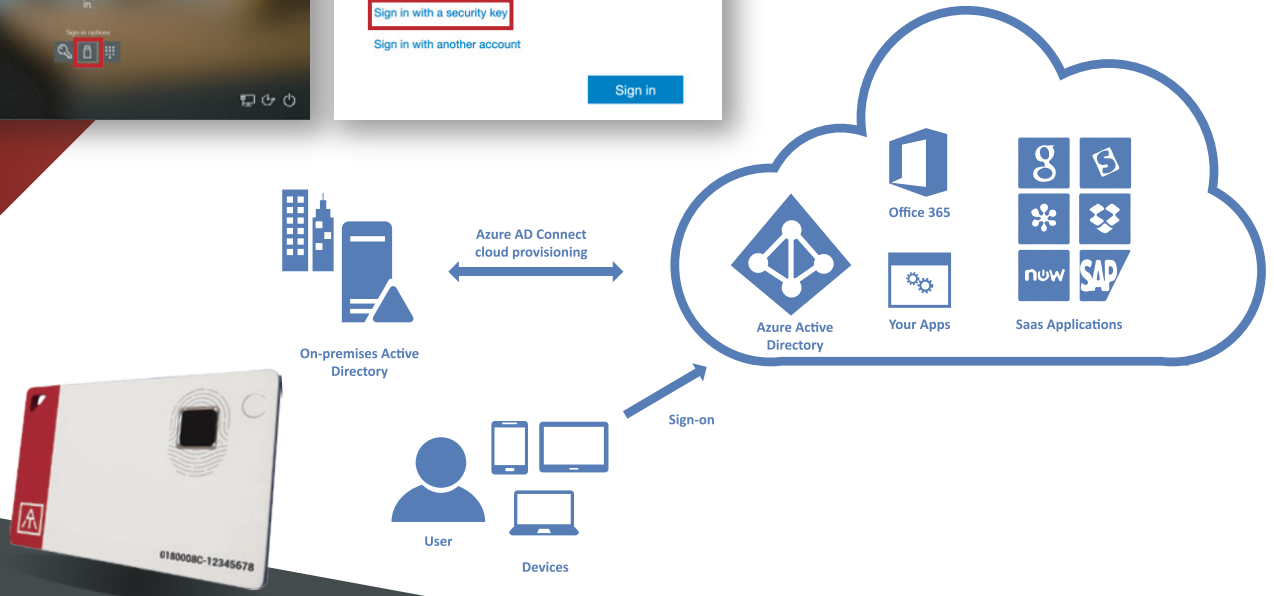 in.
Sign-in options
Sign in with a security key
Sign in with another account
Sign in
Azure AD Connect
cloud provisioning
On-premises Active
Directory
Azure Active
Directory
Office 365
Your Apps
g
S
now
SAP
Saas Applications
Sign-on
User
Devices
0180008C-12345678